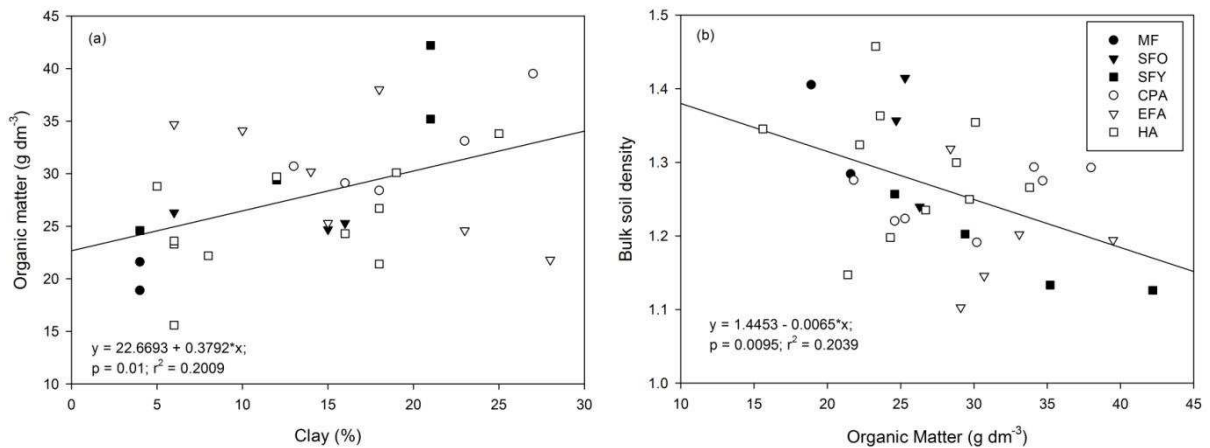 (a)
45
40
35
30
25
20
15
10
Organic matter (g dm⁻³)
y = 22.6693 + 0.3792*x;
p = 0.01; r² = 0.2009
0 5 10 15 20 25 30
Clay (%)
(b)
1.5
1.4
1.3
1.2
1.1
1.0
Bulk soil density
MF
SFO
SFY
CPA
EFA
HA
y = 1.4453 - 0.0065*x;
p = 0.0095; r² = 0.2039
10 15 20 25 30 35 40 45
Organic Matter (g dm⁻³)